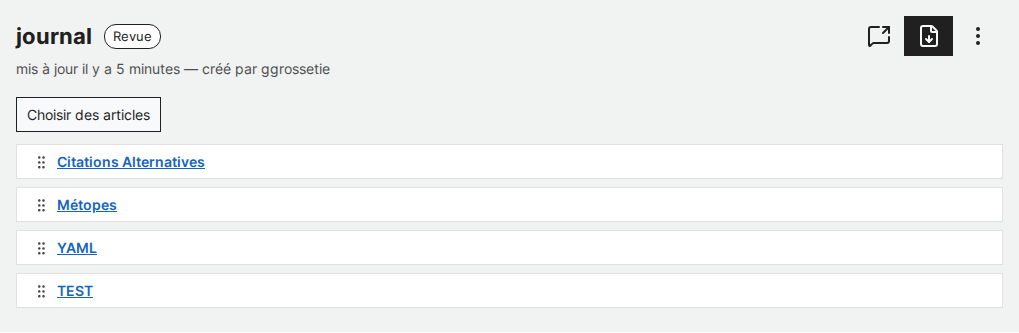 journal Revue
mis à jour il y a 5 minutes — créé par ggrossetie
Choisir des articles
Citations Alternatives
Métopes
YAML
TEST